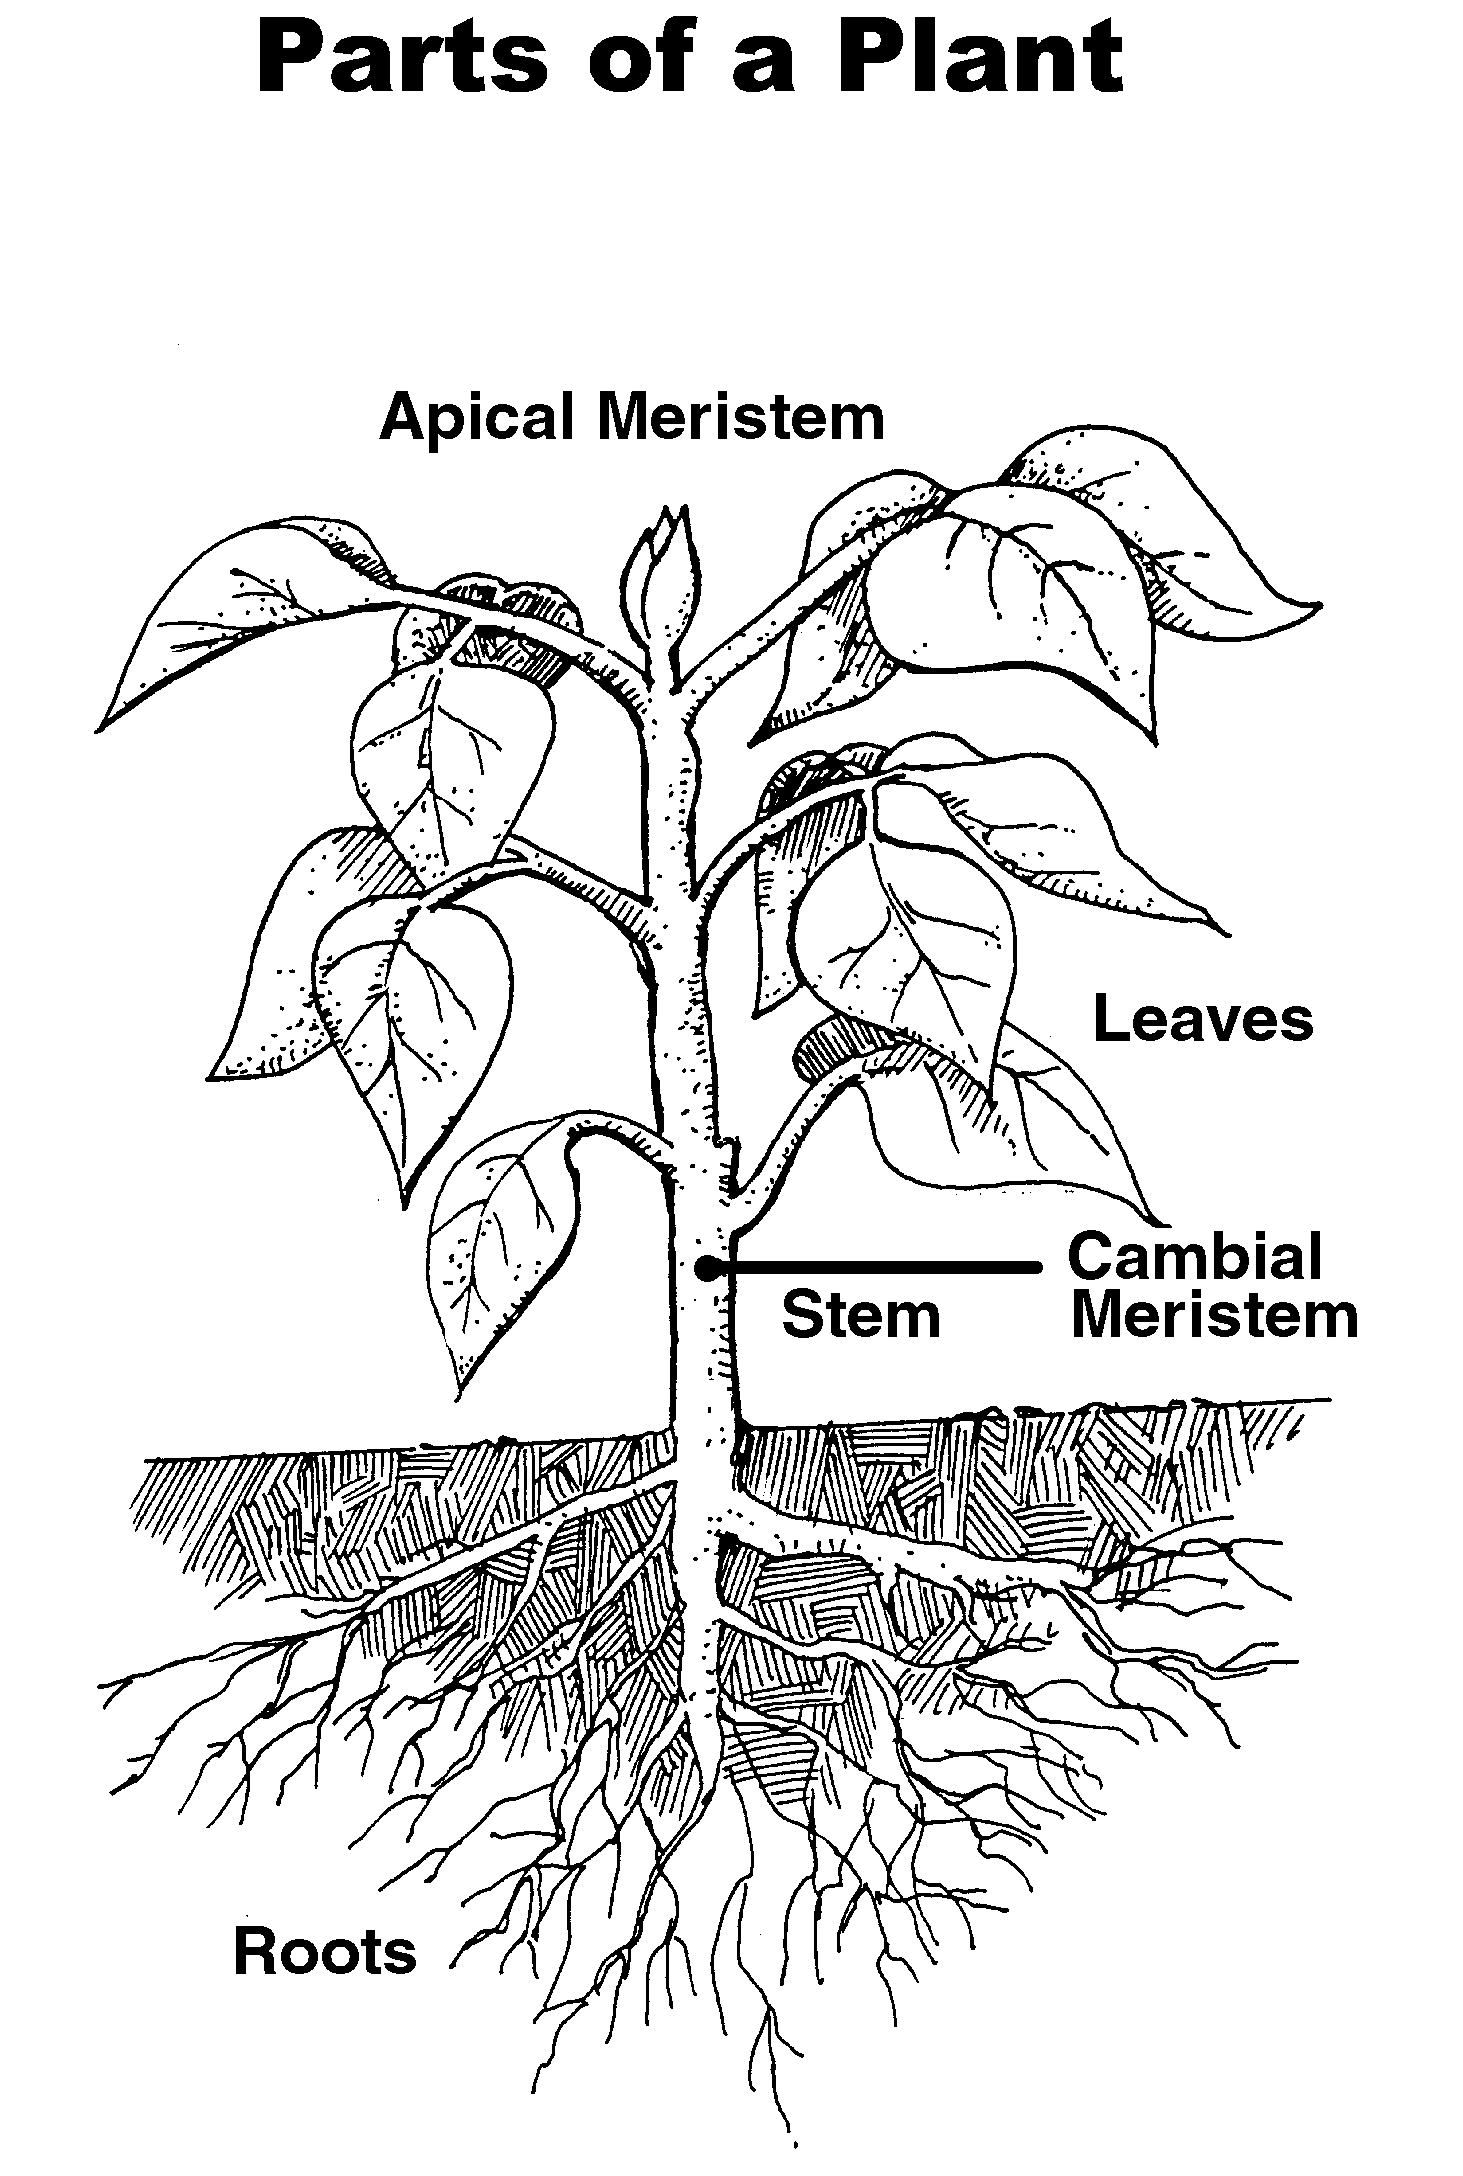 Parts of a Plant
Apical Meristem
Leaves
Cambial
Meristem
Stem
Roots